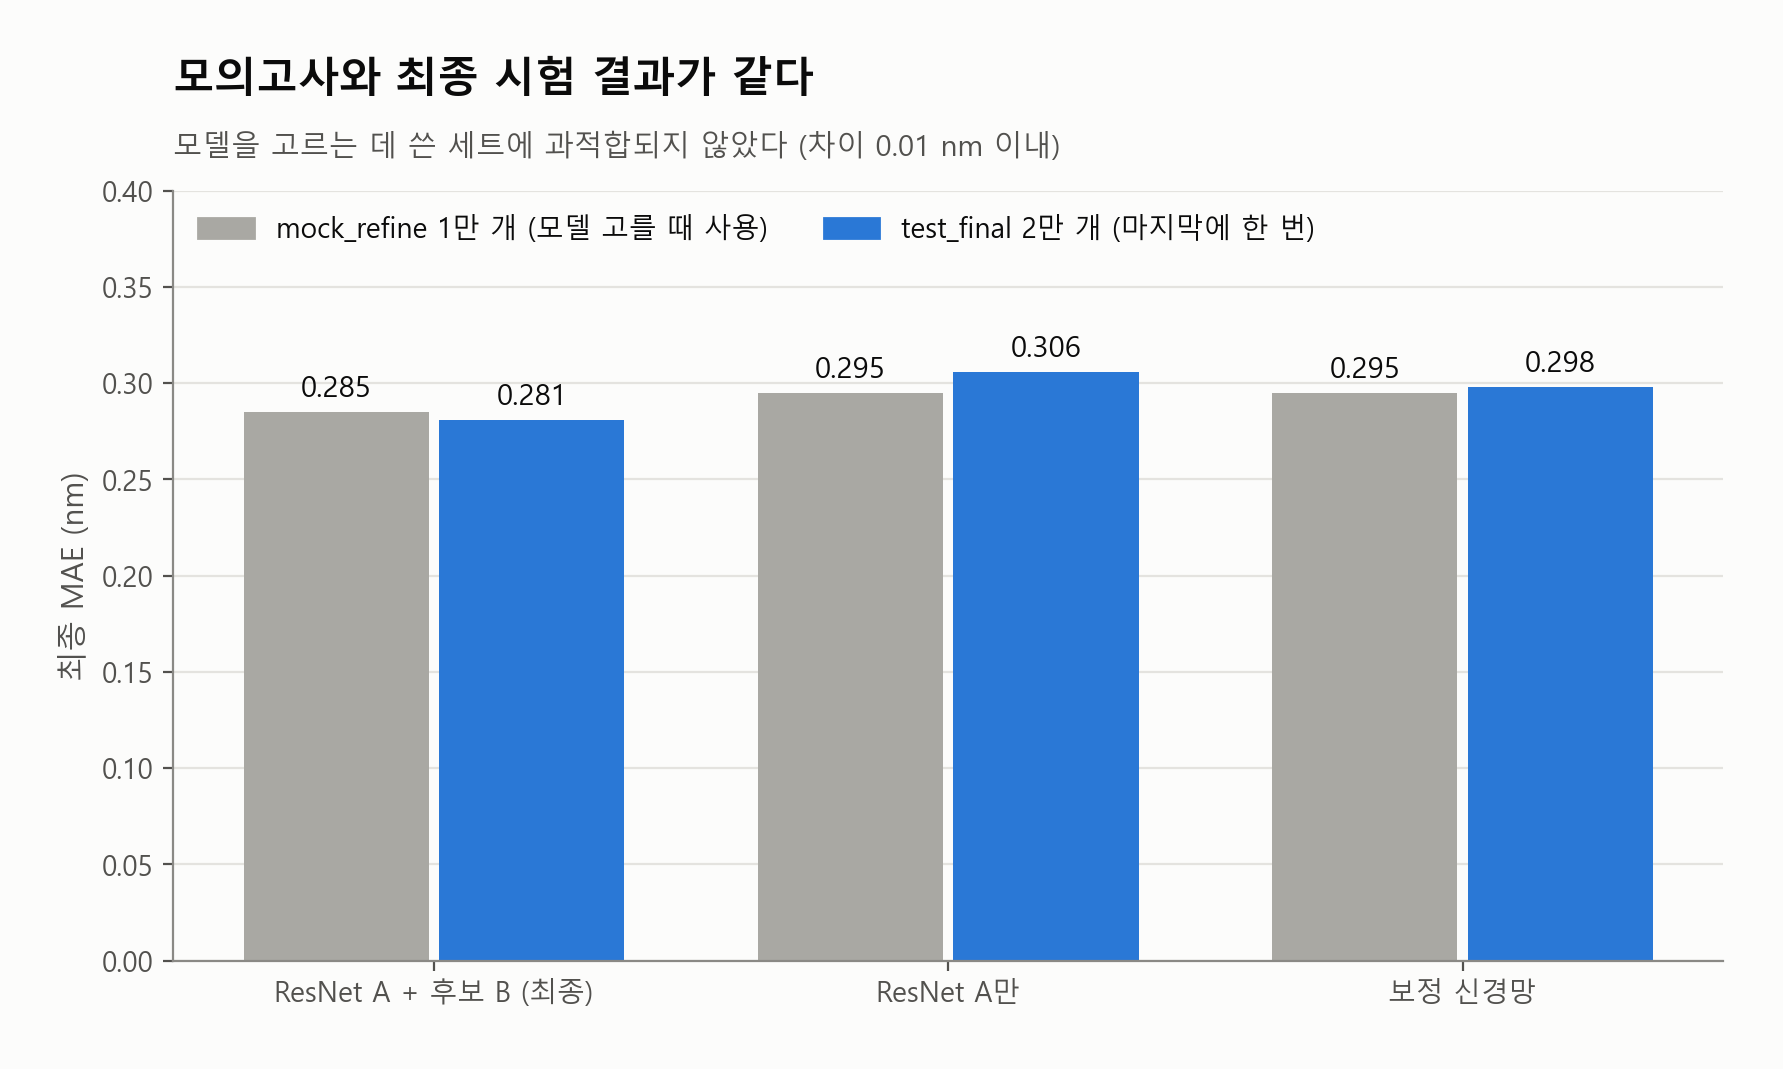 모의고사와 최종 시험 결과가 같다
모델을 고르는 데 쓴 세트에 과적합되지 않았다 (차이 0.01 nm 이내)
mock_refine 1만 개 (모델 고를 때 사용)
test_final 2만 개 (마지막에 한 번)
최종 MAE (nm)
0.40
0.35
0.30
0.25
0.20
0.15
0.10
0.05
0.00
0.285
0.281
0.295
0.306
0.295
0.298
ResNet A + 후보 B (최종)
ResNet A만
보정 신경망